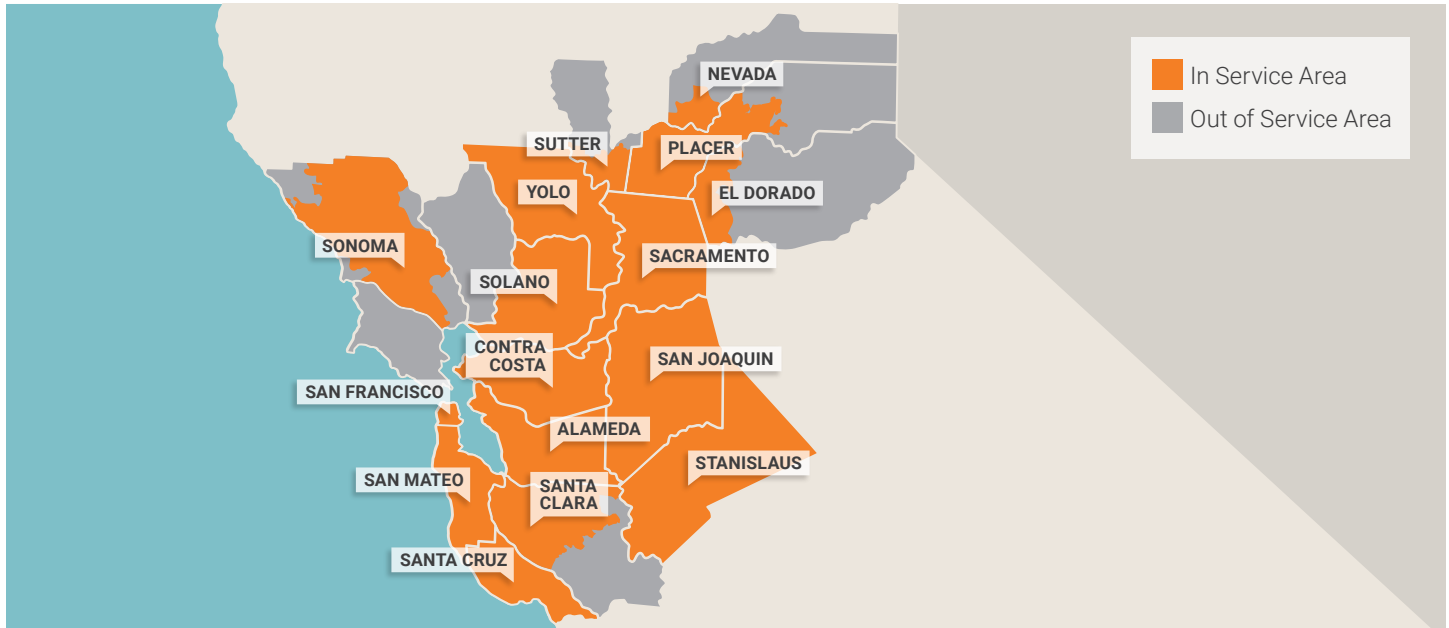 NEVADA
In Service Area
Out of Service Area
SUTTER
PLACER
YOLO
EL DORADO
SONOMA
SACRAMENTO
SOLANO
CONTRA
COSTA
SAN JOAQUIN
SAN FRANCISCO
ALAMEDA
STANISLAUS
SAN MATEO
SANTA
CLARA
SANTA CRUZ